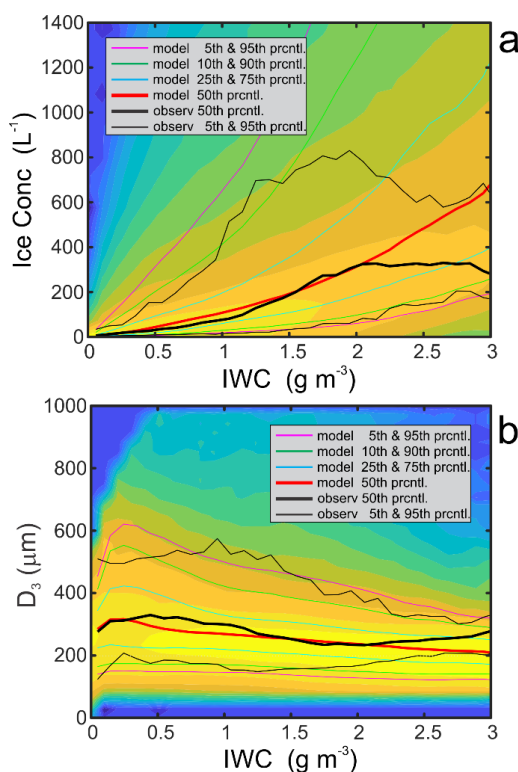 a
1400
1200
1000
800
600
400
200
0
Ice Conc (L⁻¹)
model 5th & 95th prcntl.
model 10th & 90th prcntl.
model 25th & 75th prcntl.
model 50th prcntl.
observ 50th prcntl.
observ 5th & 95th prcntl.
0 0.5 1 1.5 2 2.5 3
IWC (g m⁻³)
b
1000
800
600
400
200
0
D₃ (μm)
model 5th & 95th prcntl.
model 10th & 90th prcntl.
model 25th & 75th prcntl.
model 50th prcntl.
observ 50th prcntl.
observ 5th & 95th prcntl.
0 0.5 1 1.5 2 2.5 3
IWC (g m⁻³)